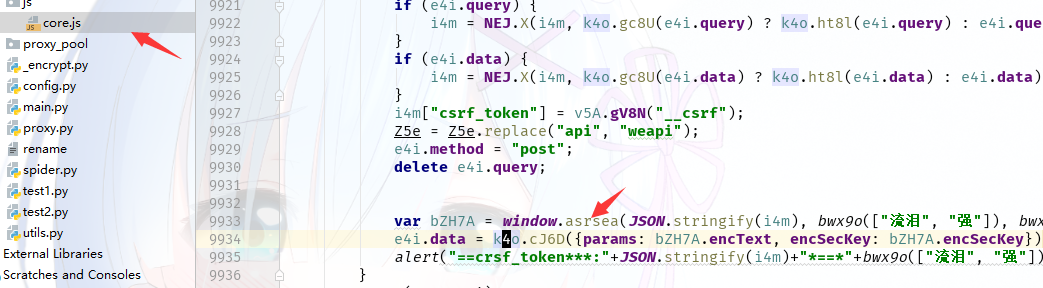 js
core.js
proxy_pool
_encrypt.py
config.py
main.py
proxy.py
rename
spider.py
test1.py
test2.py
utils.py
External Libraries
Scratches and Consoles
9921 if (e4i.query) {
9922 i4m = NEJ.X(i4m, k4o.gc8U(e4i.query) ? k4o.ht8l(e4i.query) : e4i.que
9923 }
9924 if (e4i.data) {
9925 i4m = NEJ.X(i4m, k4o.gc8U(e4i.data) ? k4o.ht8l(e4i.data) : e4i.data)
9926 }
9927 i4m["csrf_token"] = v5A.gV8N("__csrf");
9928 Z5e = Z5e.replace("api", "weapi");
9929 e4i.method = "post";
9930 delete e4i.query;
9931
9932
9933 var bZH7A = window.asrsea(JSON.stringify(i4m), bwx9o(["流泪", "强"]), bw
9934 e4i.data = k4o.cJ6D({params: bZH7A.encText, encSecKey: bZH7A.encSecKey})
9935 alert("==crsf_token***:"+JSON.stringify(i4m)+"*==*"+bwx9o(["流泪", "强"])
9936 }